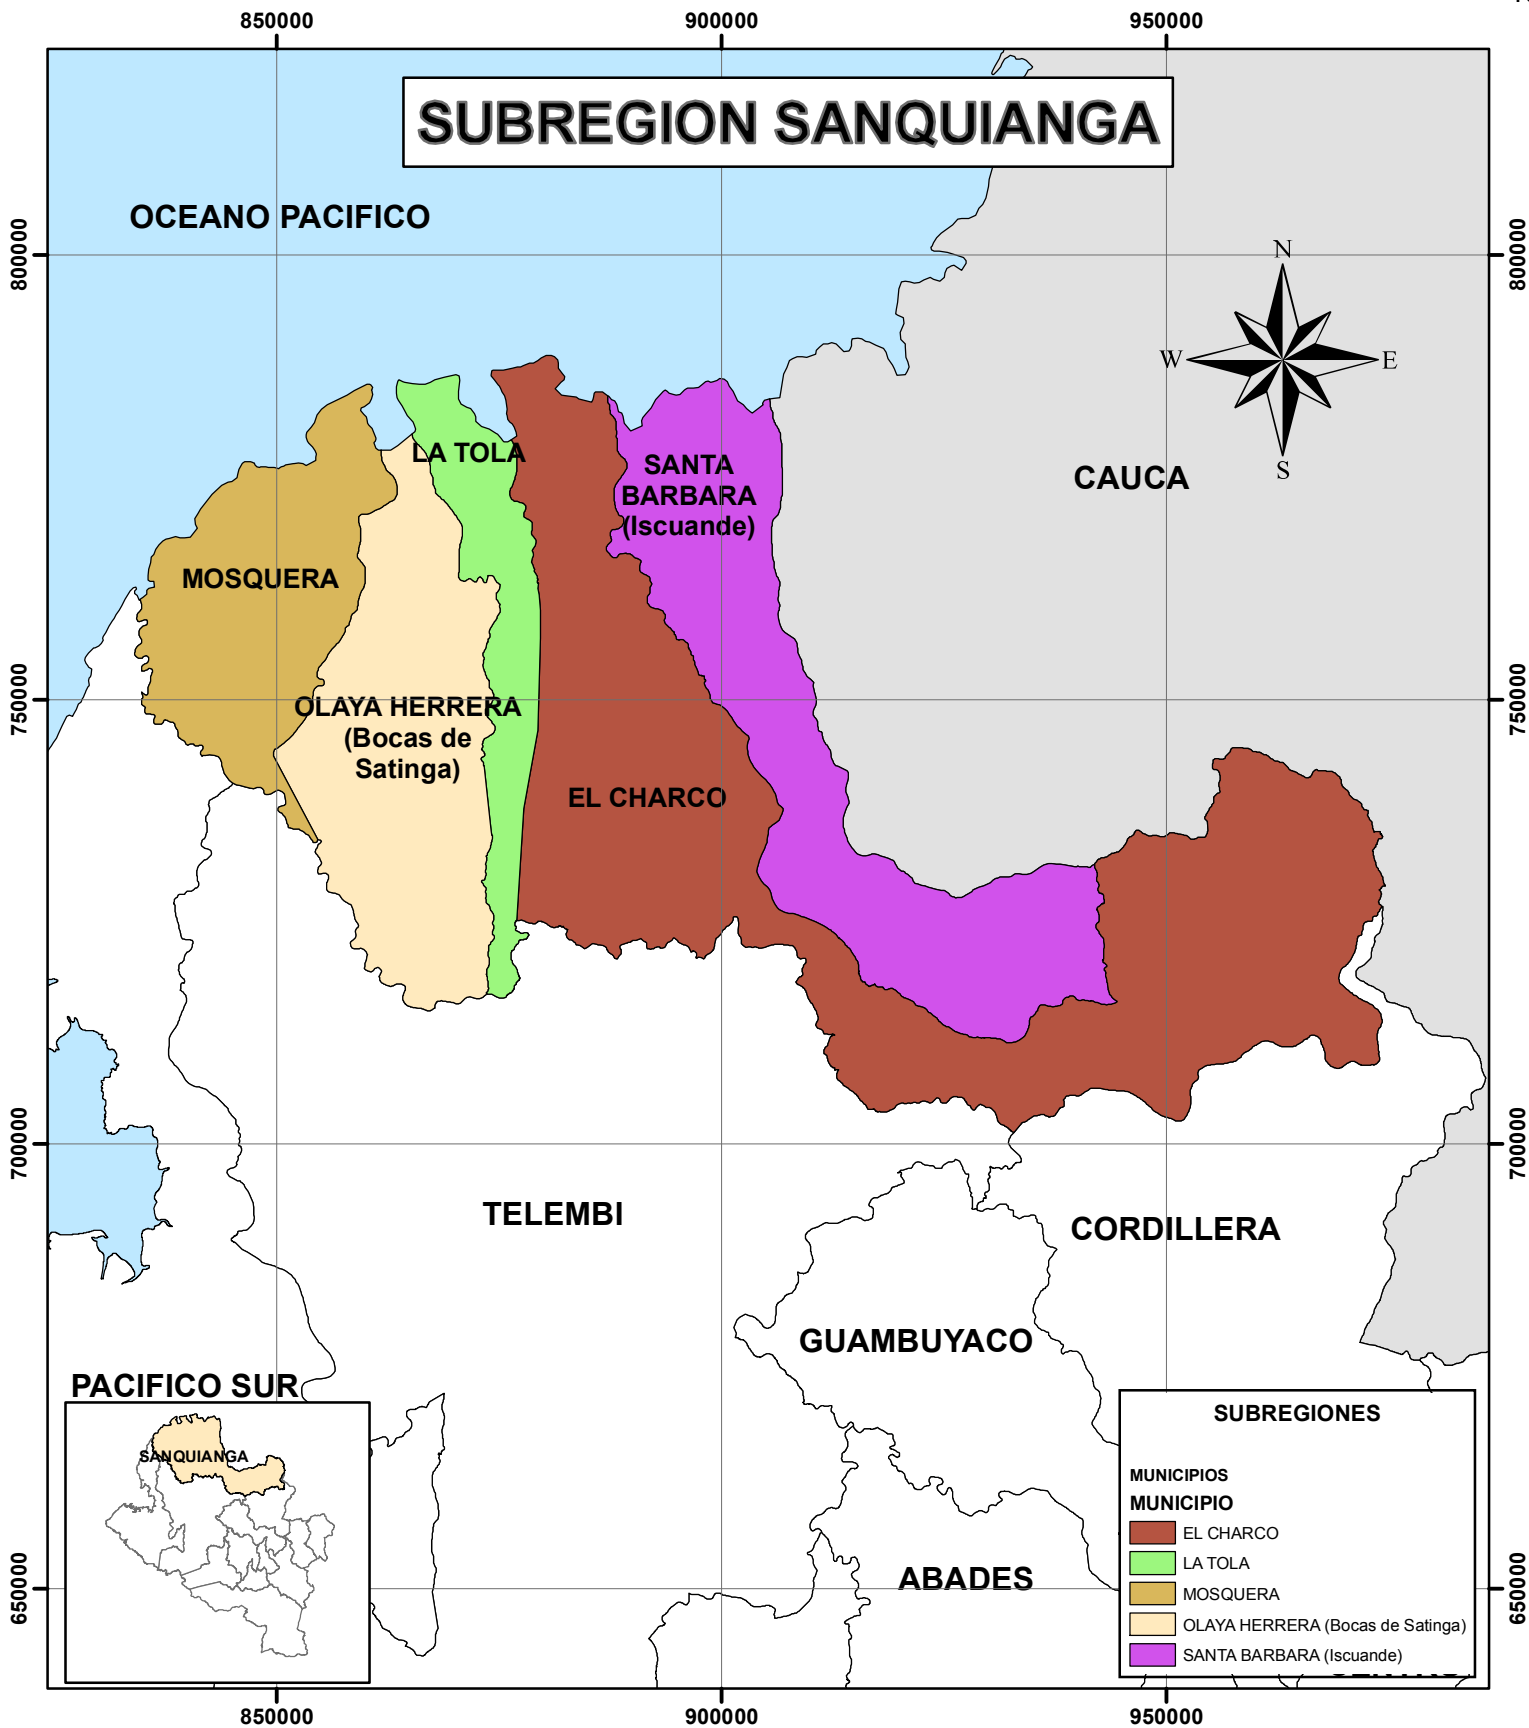 850000
900000
950000
SUBREGION SANQUIANGA
OCEANO PACIFICO
800000
800000
N
W
E
S
LA TOLA
SANTA
BARBARA
(Iscuande)
CAUCA
MOSQUERA
750000
750000
OLAYA HERRERA
(Bocas de
Satinga)
EL CHARCO
700000
700000
TELEMBI
CORDILLERA
GUAMBUYACO
PACIFICO SUR
SANQUIANGA
ABADES
650000
650000
SUBREGIONES
MUNICIPIOS
MUNICIPIO
EL CHARCO
LA TOLA
MOSQUERA
OLAYA HERRERA (Bocas de Satinga)
SANTA BARBARA (Iscuande)
850000
900000
950000